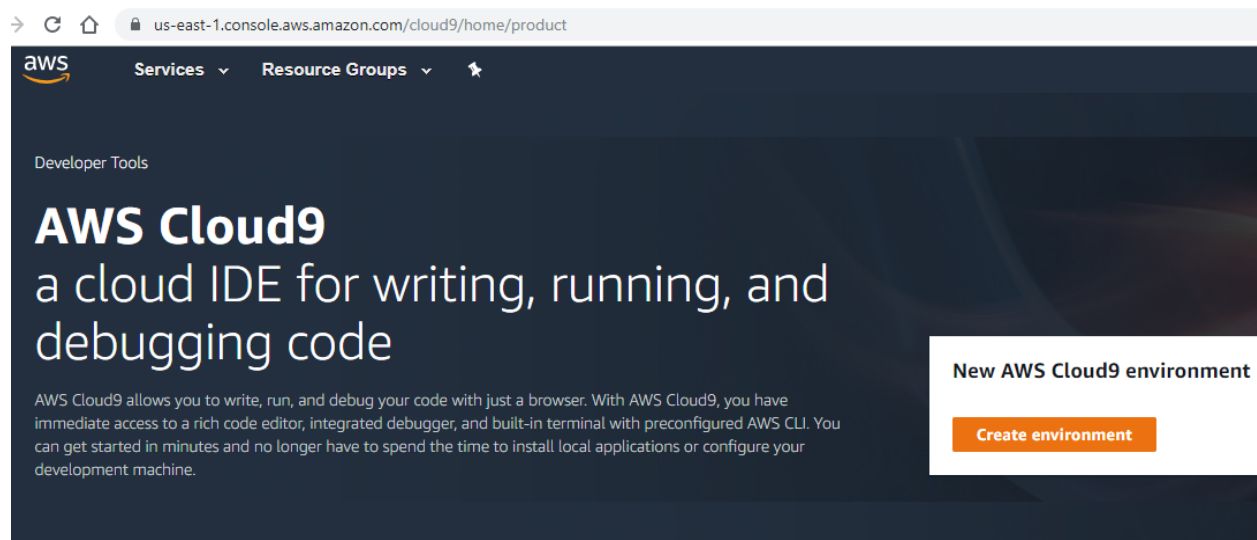 us-east-1.console.aws.amazon.com/cloud9/home/product
aws Services Resource Groups
Developer Tools
AWS Cloud9
a cloud IDE for writing, running, and
debugging code
AWS Cloud9 allows you to write, run, and debug your code with just a browser. With AWS Cloud9, you have
immediate access to a rich code editor, integrated debugger, and built-in terminal with preconfigured AWS CLI. You
can get started in minutes and no longer have to spend the time to install local applications or configure your
development machine.
New AWS Cloud9 environment
Create environment